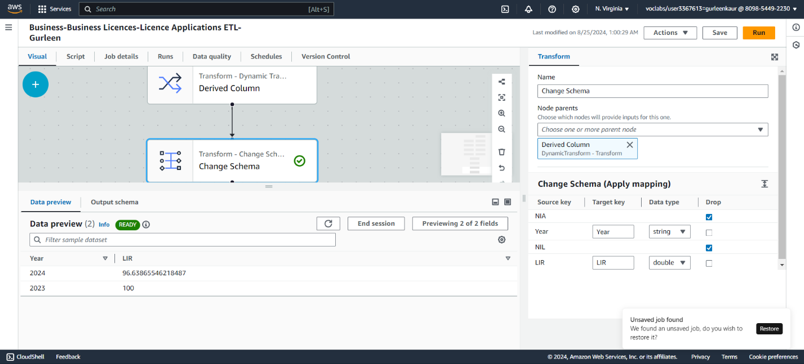 aws
Services
Search
[Alt+S]
N. Virginia
voclabs/user3367613=gurleenkaur @ 8098-5449-2230
Business-Business Licences-Licence Applications ETL-
Gurleen
Last modified on 8/25/2024, 1:00:29 AM
Actions
Save
Run
Visual
Script
Job details
Runs
Data quality
Schedules
Version Control
Transform - Dynamic Tra...
Derived Column
Transform - Change Sch...
Change Schema
Data preview
Output schema
Data preview (2)
Info
READY
End session
Previewing 2 of 2 fields
Filter sample dataset
Year
LIR
2024
96.63865546218487
2023
100
Transform
Name
Change Schema
Node parents
Choose which nodes will provide inputs for this one.
Choose one or more parent node
Derived Column
DynamicTransform - Transform
Change Schema (Apply mapping)
Source key
Target key
Data type
Drop
NIA
Year
Year
string
NIL
LIR
LIR
double
Unsaved job found
We found an unsaved job, do you wish to
restore it?
Restore
CloudShell
Feedback
© 2024, Amazon Web Services, Inc. or its affiliates.
Privacy
Terms
Cookie preferences